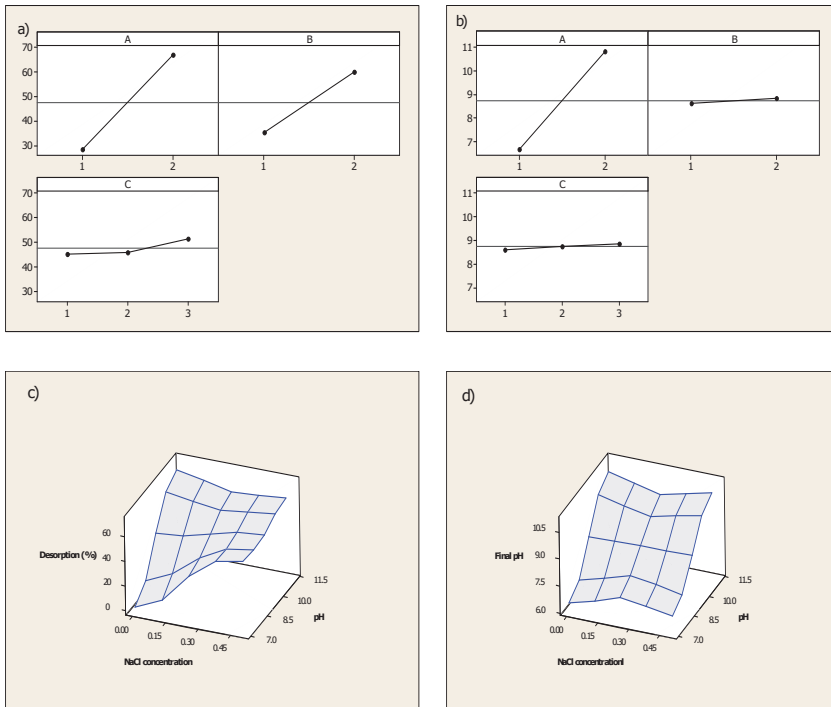 a)
A B
70
60
50
40
30
1 2 1 2
C
70
60
50
40
30
1 2 3
b)
A B
11
10
9
8
7
1 2 1 2
C
11
10
9
8
7
1 2 3
c)
Desorption (%)
60
40
20
0
0.00 0.15 0.30 0.45
NaCl concentration
7.0 8.5 10.0 11.5
pH
d)
Final pH
10.5
9.0
7.5
6.0
0.00 0.15 0.30 0.45
NaCl concentrationl
7.0 8.5 10.0 11.5
pH